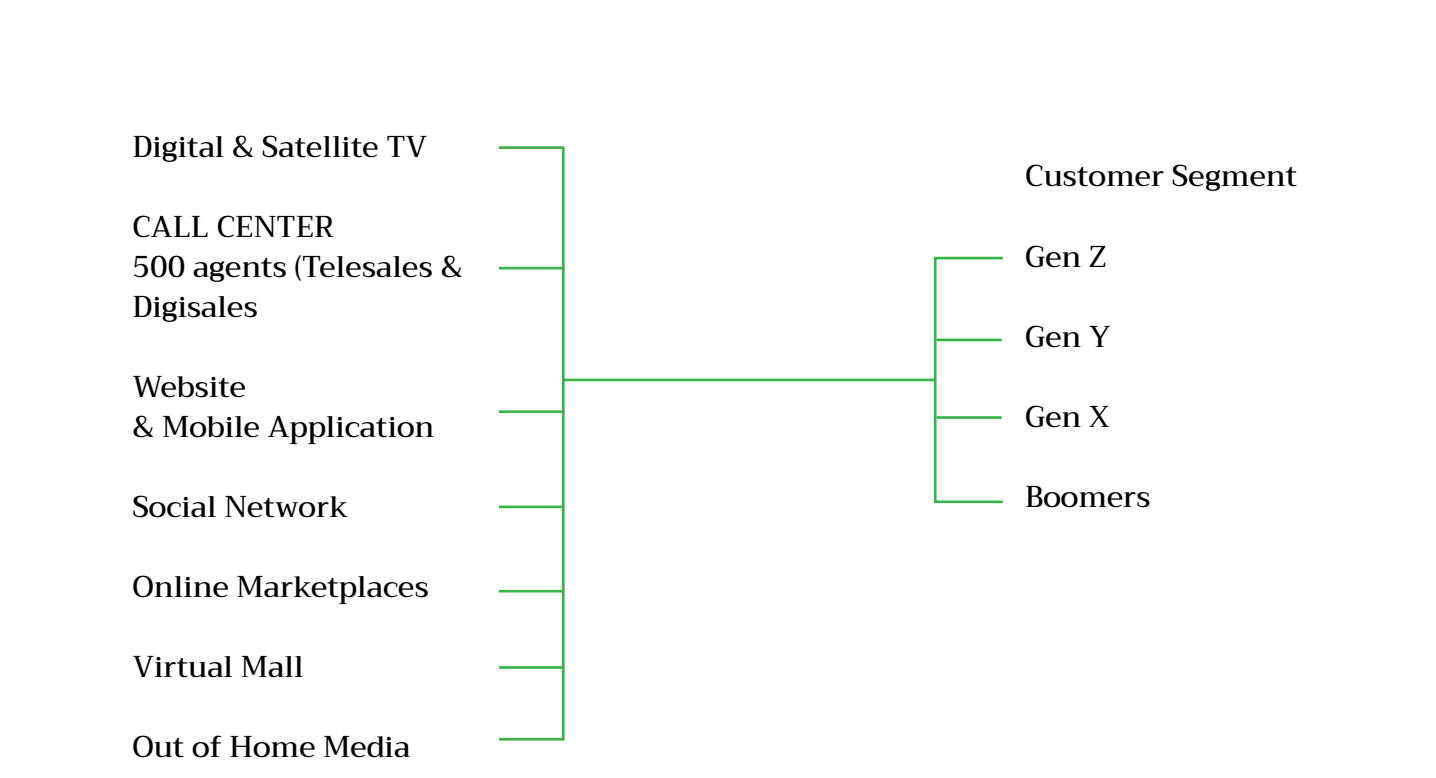 Digital & Satellite TV
CALL CENTER
500 agents (Telesales &
Digisales
Website
& Mobile Application
Social Network
Online Marketplaces
Virtual Mall
Out of Home Media
Customer Segment
Gen Z
Gen Y
Gen X
Boomers